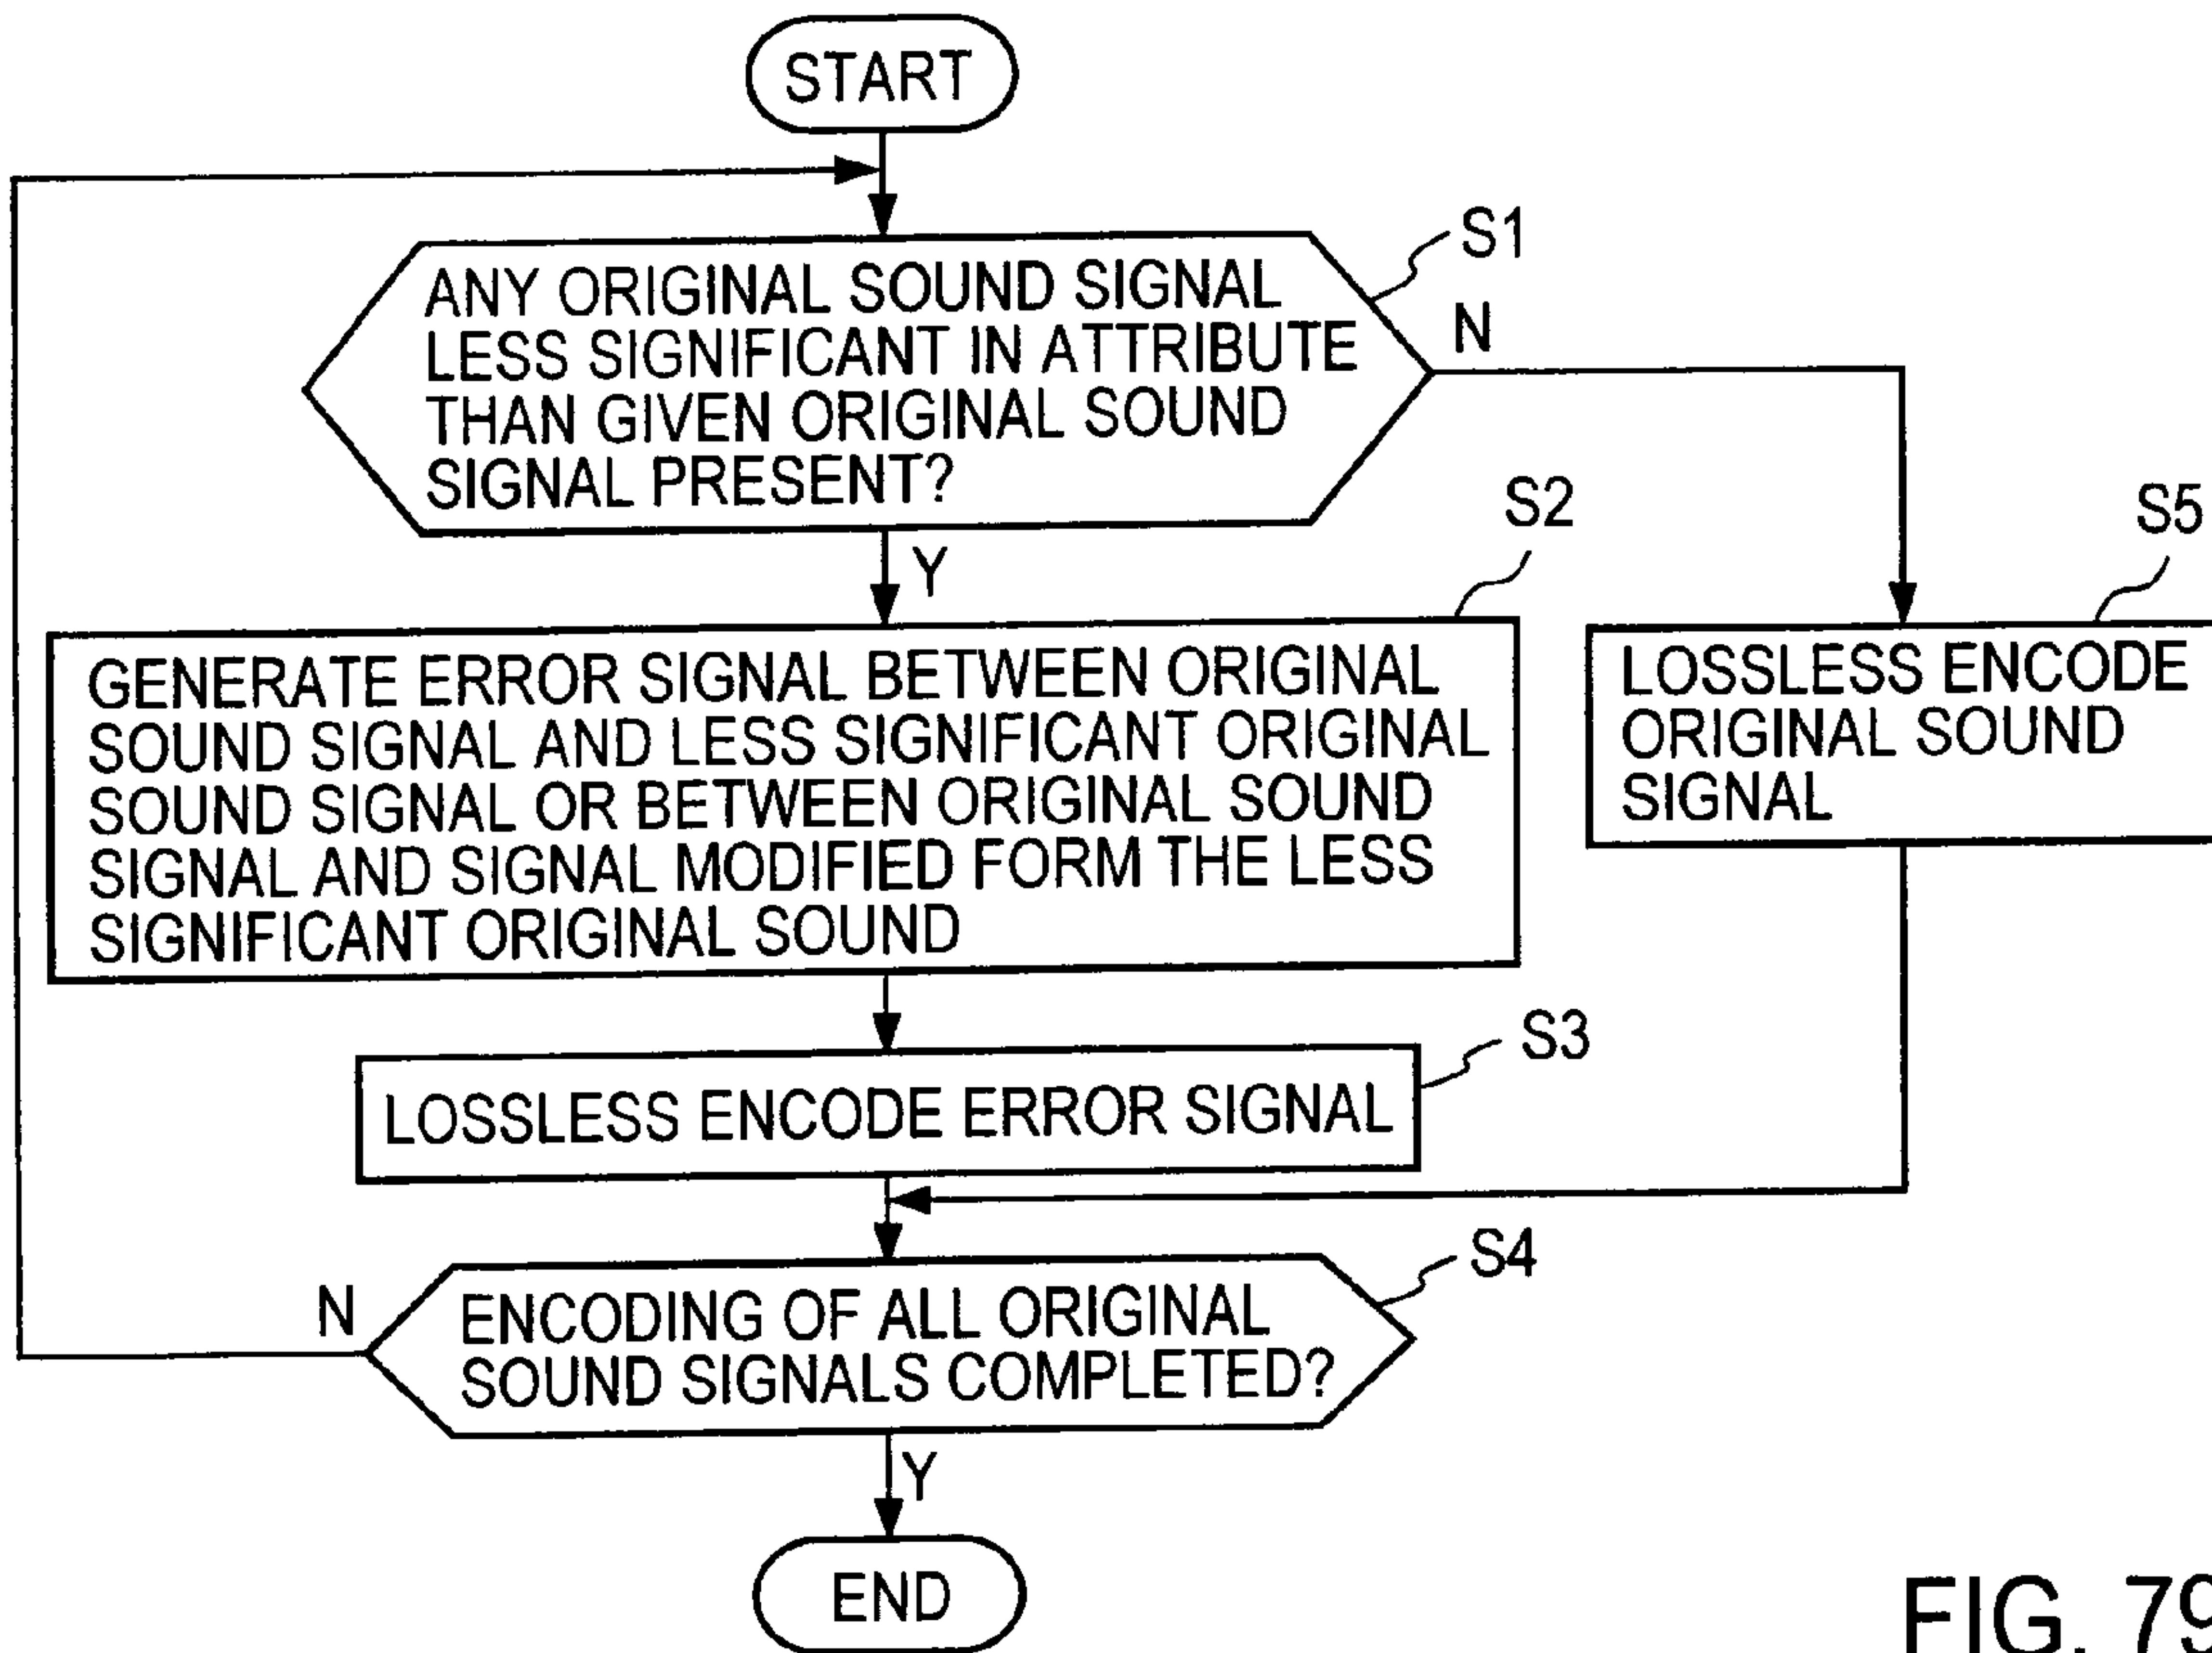 START
S1
ANY ORIGINAL SOUND SIGNAL
LESS SIGNIFICANT IN ATTRIBUTE
THAN GIVEN ORIGINAL SOUND
SIGNAL PRESENT?
N
Y
S2
GENERATE ERROR SIGNAL BETWEEN ORIGINAL
SOUND SIGNAL AND LESS SIGNIFICANT ORIGINAL
SOUND SIGNAL OR BETWEEN ORIGINAL SOUND
SIGNAL AND SIGNAL MODIFIED FORM THE LESS
SIGNIFICANT ORIGINAL SOUND
S5
LOSSLESS ENCODE
ORIGINAL SOUND
SIGNAL
S3
LOSSLESS ENCODE ERROR SIGNAL
S4
N
ENCODING OF ALL ORIGINAL
SOUND SIGNALS COMPLETED?
Y
END
FIG. 79